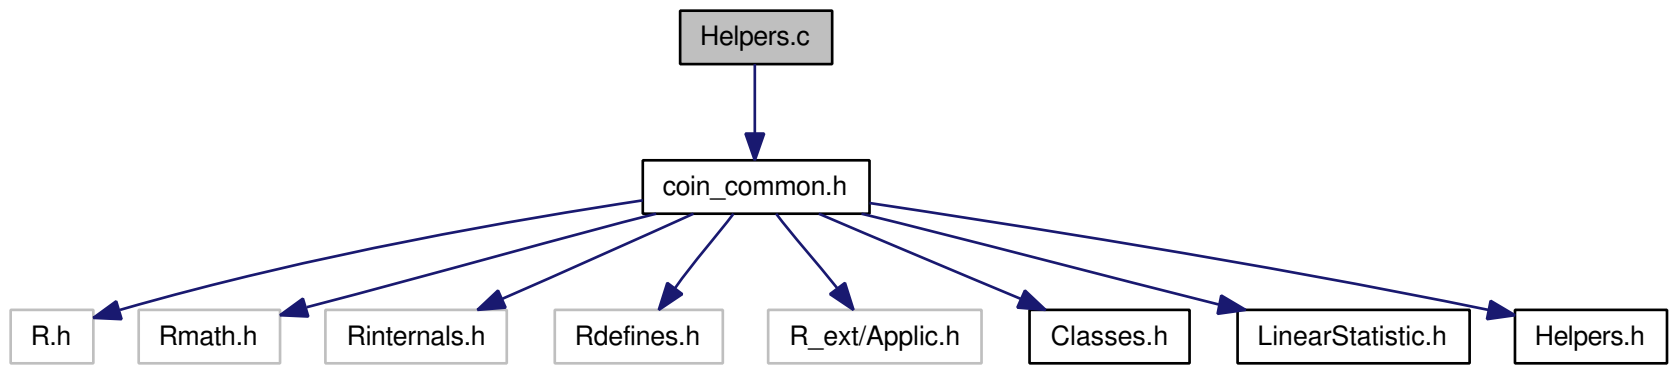 Helpers.c
coin_common.h
R.h
Rmath.h
Rinternals.h
Rdefines.h
R_ext/Applic.h
Classes.h
LinearStatistic.h
Helpers.h